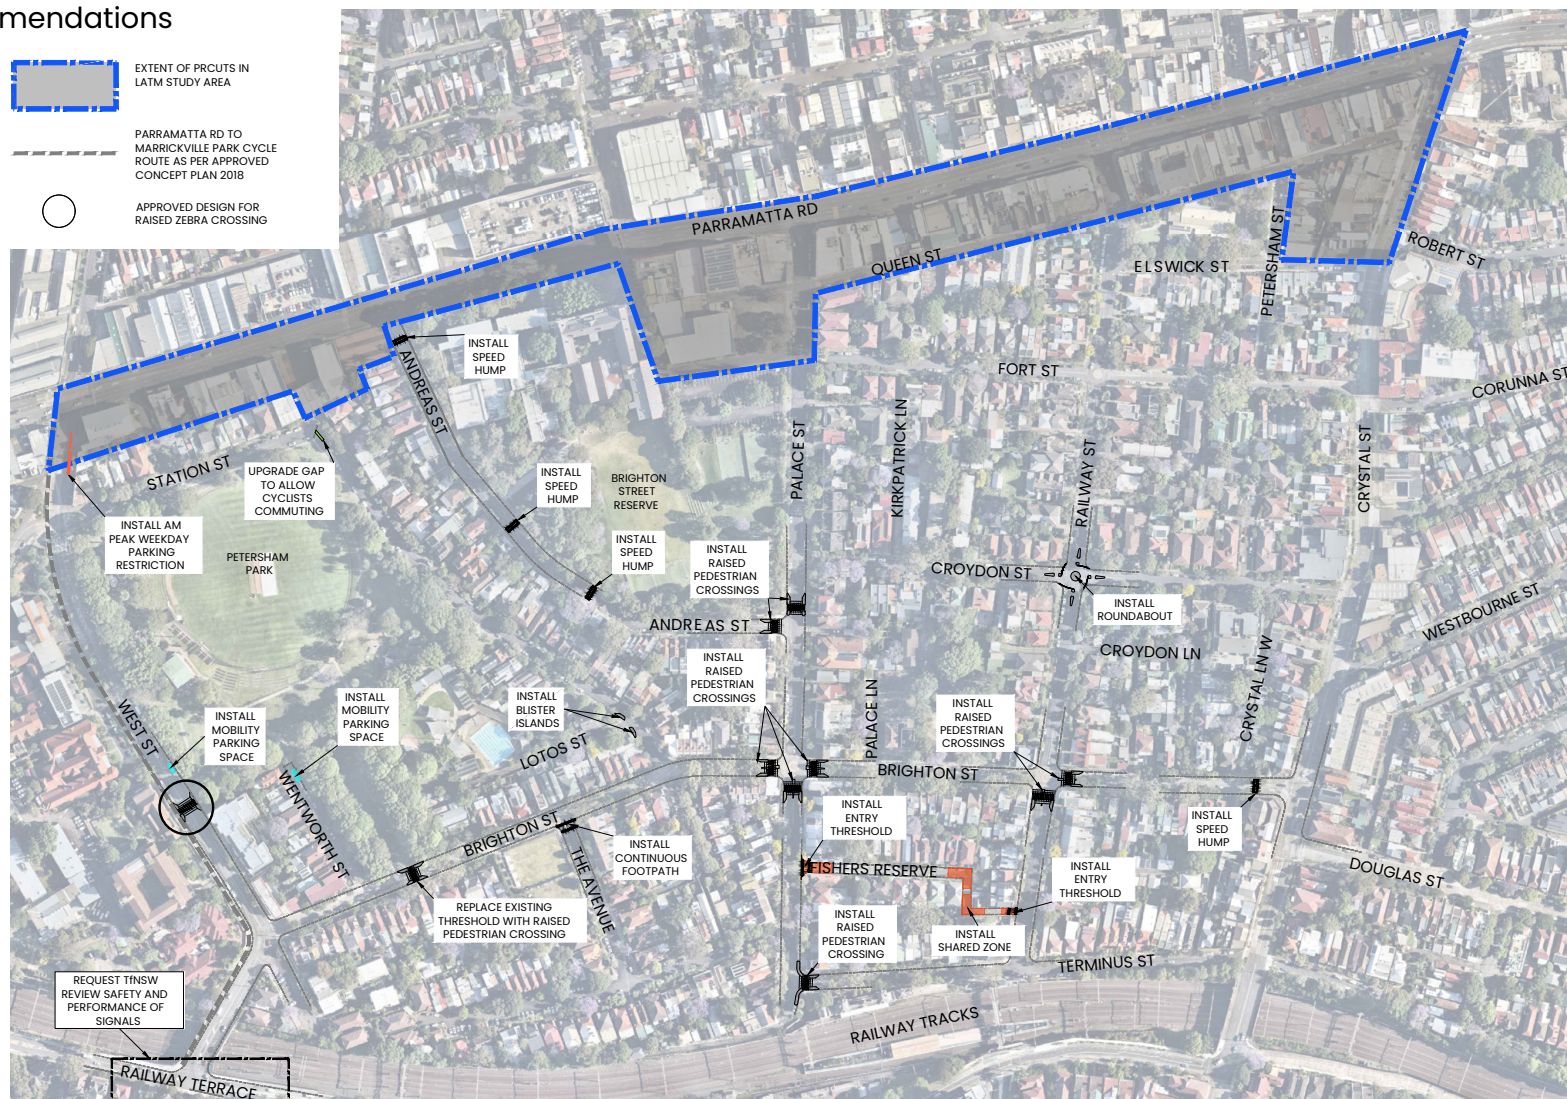 mendations
EXTENT OF PRCUTS IN
LATM STUDY AREA
PARRAMATTA RD TO
MARRICKVILLE PARK CYCLE
ROUTE AS PER APPROVED
CONCEPT PLAN 2018
APPROVED DESIGN FOR
RAISED ZEBRA CROSSING
PARRAMATTA RD
QUEEN ST
ELSWICK ST
PETERSHAM ST
ROBERT ST
INSTALL
SPEED
HUMP
ANDREAS ST
FORT ST
CORUNNA ST
STATION ST
UPGRADE GAP
TO ALLOW
CYCLISTS
COMMUTING
INSTALL
SPEED
HUMP
BRIGHTON
STREET
RESERVE
PALACE ST
KIRKPATRICK LN
RAILWAY ST
CRYSTAL ST
INSTALL AM
PEAK WEEKDAY
PARKING
RESTRICTION
PETERSHAM
PARK
INSTALL
SPEED
HUMP
INSTALL
RAISED
PEDESTRIAN
CROSSINGS
CROYDON ST
INSTALL
ROUNDABOUT
WESTBOURNE ST
ANDREAS ST
CROYDON LN
INSTALL
RAISED
PEDESTRIAN
CROSSINGS
PALACE LN
CRYSTAL LN W
WEST ST
INSTALL
MOBILITY
PARKING
SPACE
INSTALL
MOBILITY
PARKING
SPACE
INSTALL
BLISTER
ISLANDS
LOTOS ST
INSTALL
RAISED
PEDESTRIAN
CROSSINGS
BRIGHTON ST
WENTWORTH ST
BRIGHTON ST
INSTALL
ENTRY
THRESHOLD
INSTALL
SPEED
HUMP
INSTALL
CONTINUOUS
FOOTPATH
THE AVENUE
FISHERS RESERVE
INSTALL
ENTRY
THRESHOLD
DOUGLAS ST
REPLACE EXISTING
THRESHOLD WITH RAISED
PEDESTRIAN CROSSING
INSTALL
RAISED
PEDESTRIAN
CROSSING
INSTALL
SHARED ZONE
TERMINUS ST
REQUEST TfNSW
REVIEW SAFETY AND
PERFORMANCE OF
SIGNALS
RAILWAY TRACKS
RAILWAY TERRACE